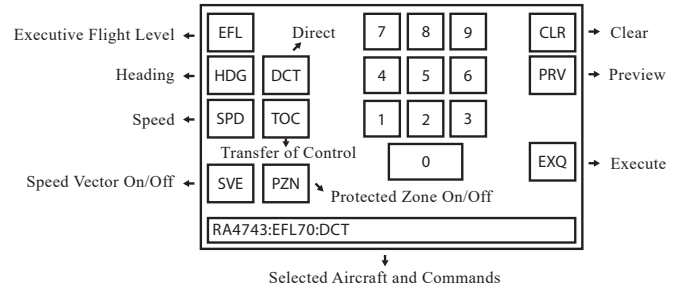 Executive Flight Level EFL Direct 7 8 9 CLR Clear
Heading HDG DCT 4 5 6 PRV Preview
Speed SPD TOC 1 2 3
Transfer of Control 0 EXQ Execute
Speed Vector On/Off SVE PZN Protected Zone On/Off
RA4743:EFL70:DCT
Selected Aircraft and Commands